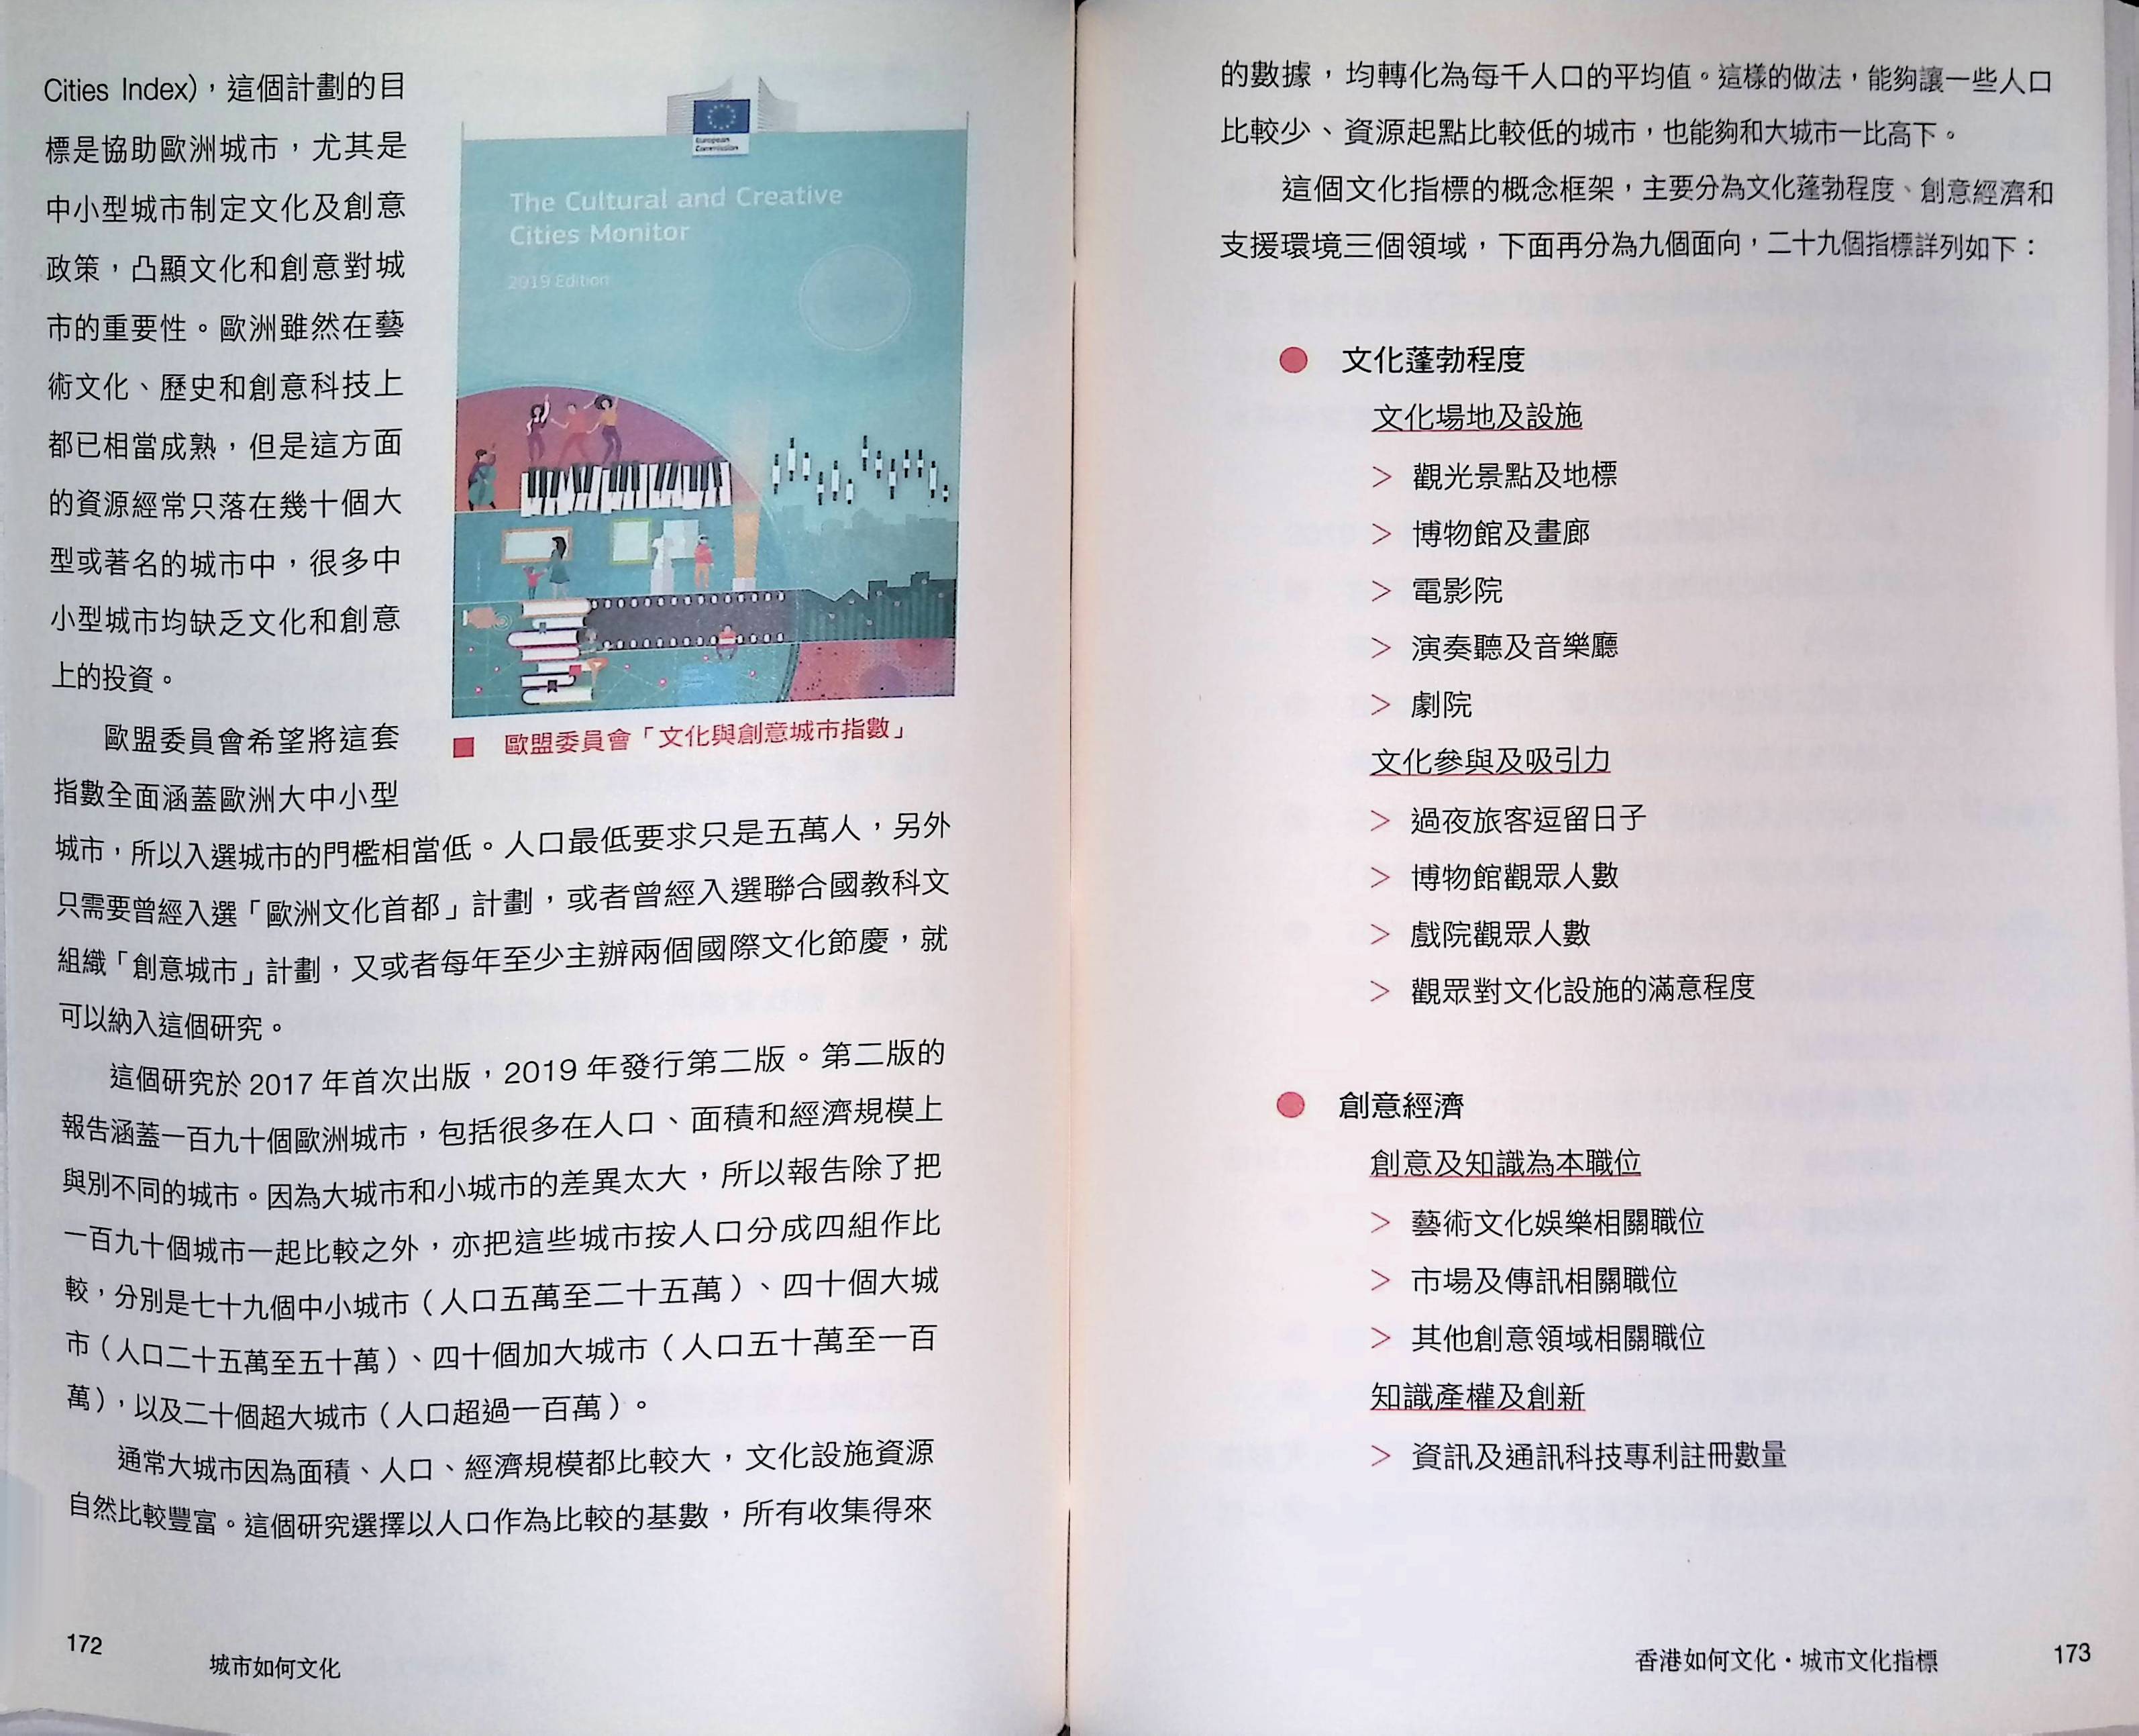 Cities Index)，這個計劃的目
標是協助歐洲城市，尤其是
中小型城市制定文化及創意
政策，凸顯文化和創意對城
市的重要性。歐洲雖然在藝
術文化、歷史和創意科技上
都已相當成熟，但是這方面
的資源經常只落在幾十個大
型或著名的城市中，很多中
小型城市均缺乏文化和創意
上的投資。
European
Commission
The Cultural and Creative
Cities Monitor
2019 Edition
歐盟委員會「文化與創意城市指數」
歐盟委員會希望將這套
指數全面涵蓋歐洲大中小型
城市，所以入選城市的門檻相當低。人口最低要求只是五萬人，另外
只需要曾經入選「歐洲文化首都」計劃，或者曾經入選聯合國教科文
組織「創意城市」計劃，又或者每年至少主辦兩個國際文化節慶，就
可以納入這個研究。
這個研究於 2017 年首次出版，2019 年發行第二版。第二版的
報告涵蓋一百九十個歐洲城市，包括很多在人口、面積和經濟規模上
與別不同的城市。因為大城市和小城市的差異太大，所以報告除了把
一百九十個城市一起比較之外，亦把這些城市按人口分成四組作比
較，分別是七十九個中小城市（人口五萬至二十五萬）、四十個大城
市（人口二十五萬至五十萬）、四十個加大城市（人口五十萬至一百
萬），以及二十個超大城市（人口超過一百萬）。
通常大城市因為面積、人口、經濟規模都比較大，文化設施資源
自然比較豐富。這個研究選擇以人口作為比較的基數，所有收集得來
172
城市如何文化
的數據，均轉化為每千人口的平均值。這樣的做法，能夠讓一些人口
比較少、資源起點比較低的城市，也能夠和大城市一比高下。
這個文化指標的概念框架，主要分為文化蓬勃程度、創意經濟和
支援環境三個領域，下面再分為九個面向，二十九個指標詳列如下：
● 文化蓬勃程度
文化場地及設施
> 觀光景點及地標
> 博物館及畫廊
> 電影院
> 演奏聽及音樂廳
> 劇院
文化參與及吸引力
> 過夜旅客逗留日子
> 博物館觀眾人數
> 戲院觀眾人數
> 觀眾對文化設施的滿意程度
● 創意經濟
創意及知識為本職位
> 藝術文化娛樂相關職位
> 市場及傳訊相關職位
> 其他創意領域相關職位
知識產權及創新
> 資訊及通訊科技專利註冊數量
香港如何文化・城市文化指標
173